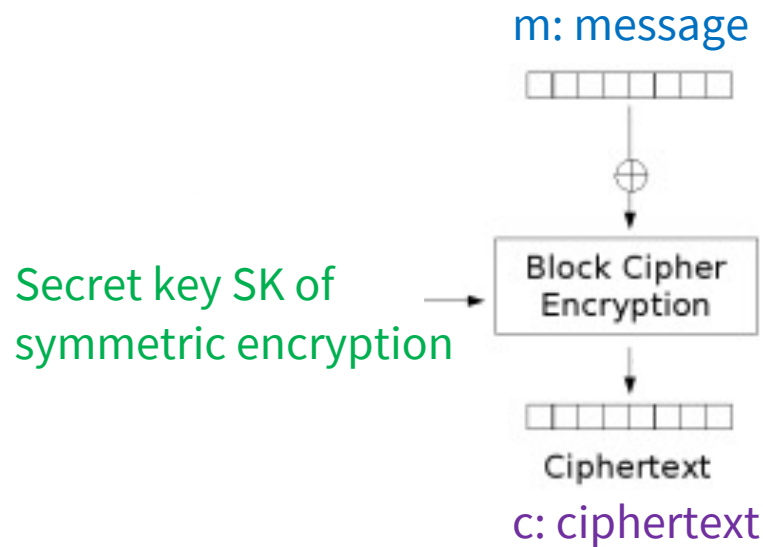 m: message
Secret key SK of
symmetric encryption
Block Cipher
Encryption
Ciphertext
c: ciphertext